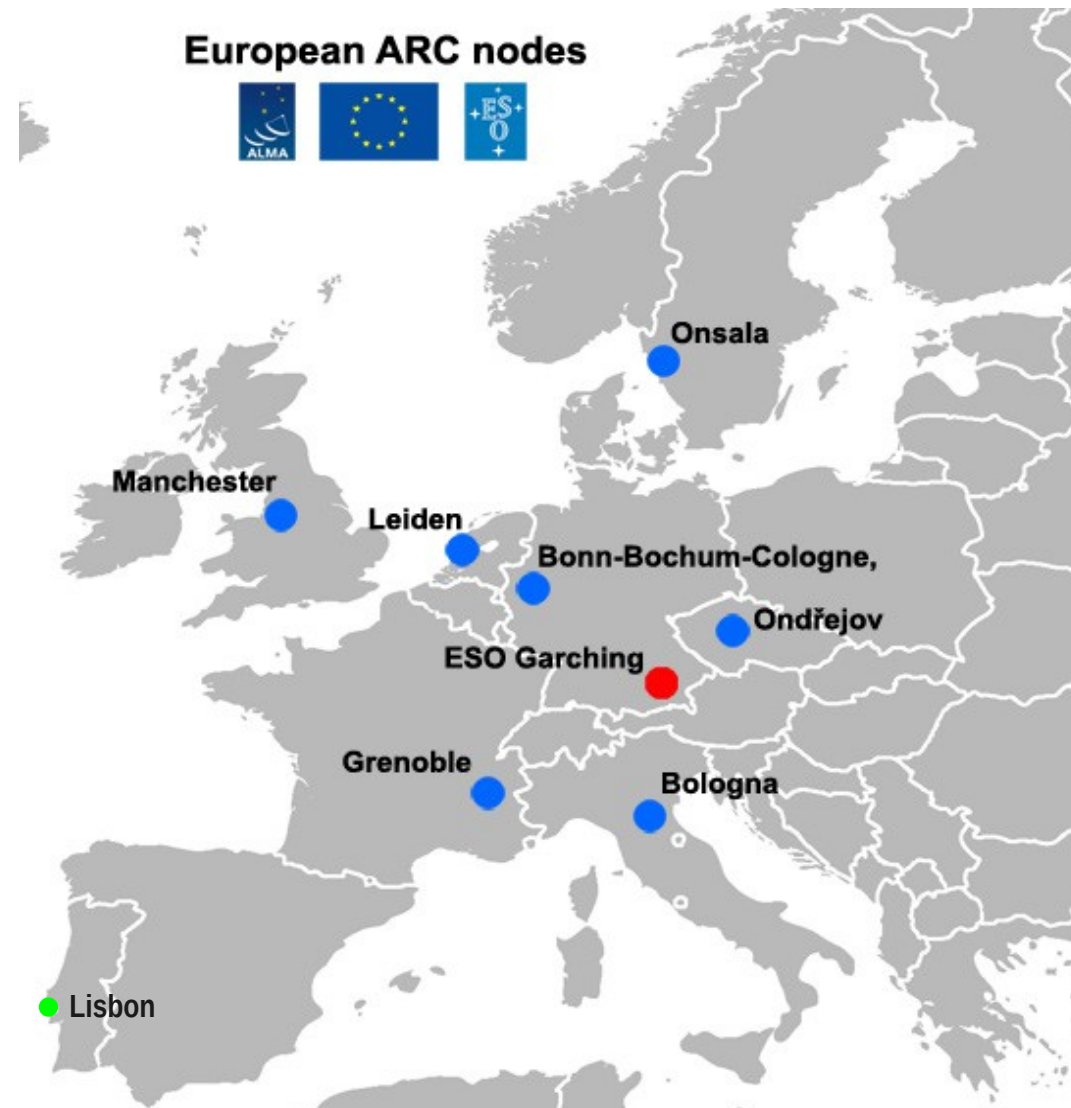 European ARC nodes
ALMA
ES
O
Onsala
Manchester
Leiden
Bonn-Bochum-Cologne,
Ondřejov
ESO Garching
Grenoble
Bologna
Lisbon